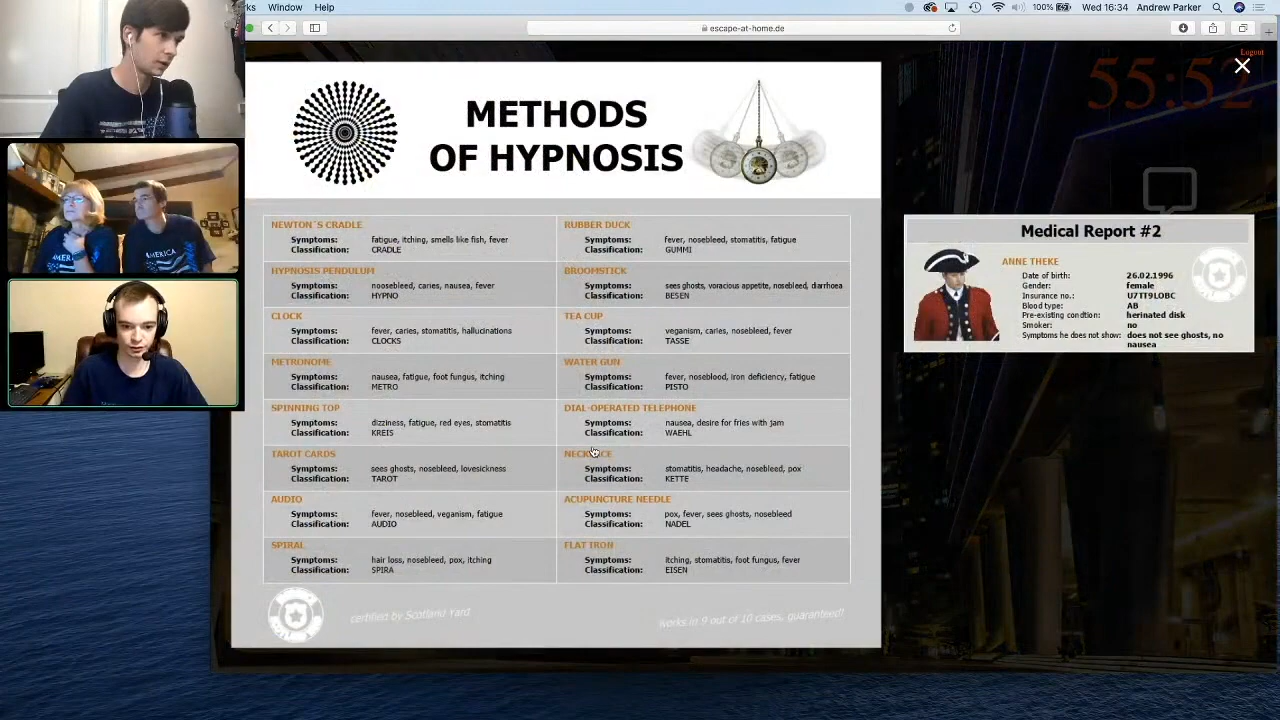 ks Window Help
100% Wed 16:34 Andrew Parker
escape-at-home.de
Logout
55:52
METHODS
OF HYPNOSIS
NEWTON´S CRADLE
Symptoms: fatigue, itching, smells like fish, fever
Classification: CRADLE
HYPNOSIS PENDULUM
Symptoms: noosebleed, caries, nausea, fever
Classification: HYPNO
CLOCK
Symptoms: fever, caries, stomatitis, hallucinations
Classification: CLOCKS
METRONOME
Symptoms: nausea, fatigue, foot fungus, itching
Classification: METRO
SPINNING TOP
Symptoms: dizziness, fatigue, red eyes, stomatitis
Classification: KREIS
TAROT CARDS
Symptoms: sees ghosts, nosebleed, lovesickness
Classification: TAROT
AUDIO
Symptoms: fever, nosebleed, veganism, fatigue
Classification: AUDIO
SPIRAL
Symptoms: hair loss, nosebleed, pox, itching
Classification: SPIRA
RUBBER DUCK
Symptoms: fever, nosebleed, stomatitis, fatigue
Classification: GUMMI
BROOMSTICK
Symptoms: sees ghosts, voracious appetite, nosebleed, diarrhoea
Classification: BESEN
TEA CUP
Symptoms: veganism, caries, nosebleed, fever
Classification: TASSE
WATER GUN
Symptoms: fever, nosebleed, iron deficiency, fatigue
Classification: PISTO
DIAL-OPERATED TELEPHONE
Symptoms: nausea, desire for fries with jam
Classification: WAEHL
Symptoms: stomatitis, headache, nosebleed, pox
Classification: KETTE
ACUPUNCTURE NEEDLE
Symptoms: pox, fever, sees ghosts, nosebleed
Classification: NADEL
FLAT IRON
Symptoms: itching, stomatitis, foot fungus, fever
Classification: EISEN
certified by Scotland Yard
works in 9 out of 10 cases, guaranteed!
Medical Report #2
ANNE THEKE
Date of birth: 26.02.1996
Gender: female
Insurance no.: U7TT9LOBC
Blood type: AB
Pre-existing condtion: herinated disk
Smoker: no
Symptoms he does not show: does not see ghosts, no
nausea
AMERICA